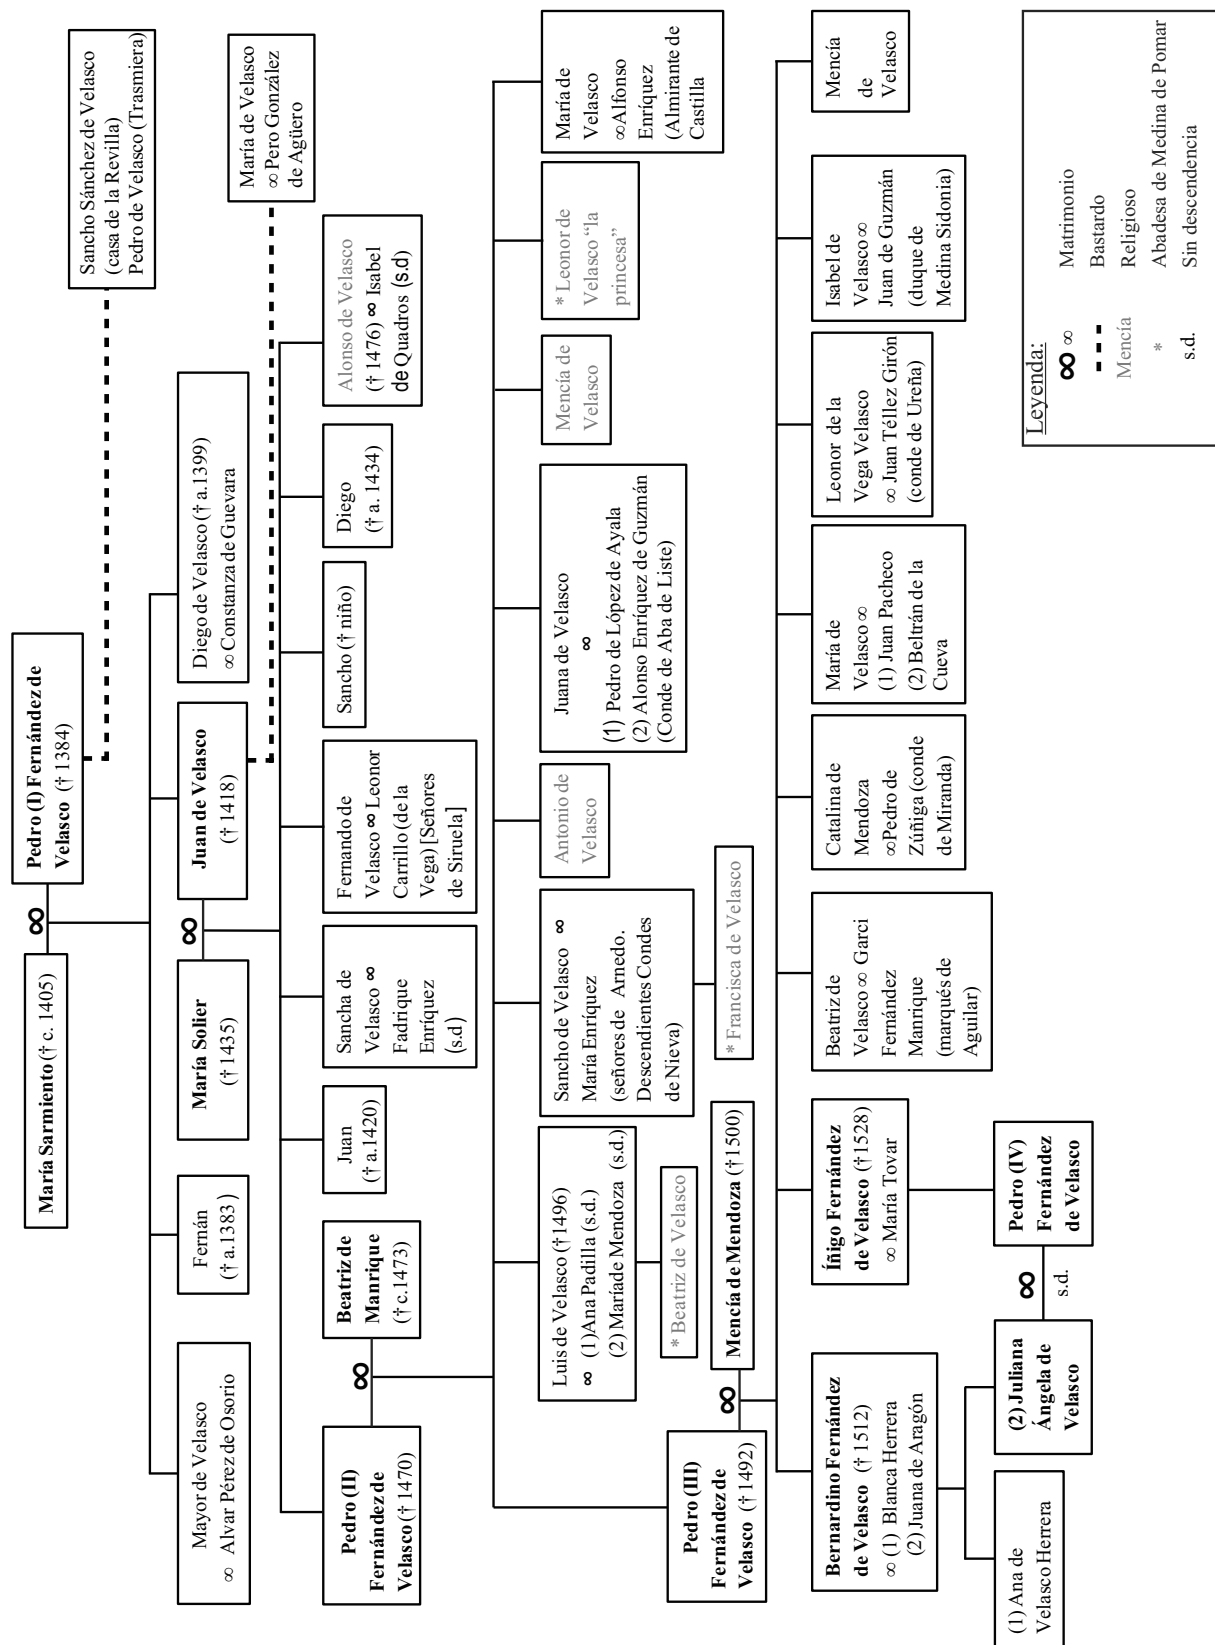 María Sarmiento († c. 1405)
∞
Pedro (I) Fernández de
Velasco († 1384)
Sancho Sánchez de Velasco
(casa de la Revilla)
Pedro de Velasco (Trasmiera)
Mayor de Velasco
∞ Alvar Pérez de Osorio
Fernán
(† a.1383)
María Solier
(† 1435)
∞
Juan de Velasco
(† 1418)
Diego de Velasco († a.1399)
∞ Constanza de Guevara
María de Velasco
∞ Pero González
de Agüero
Pedro (II)
Fernández de
Velasco († 1470)
∞
Beatriz de
Manrique
(† c.1473)
Juan
(† a.1420)
Sancha de
Velasco ∞
Fadrique
Enríquez
(s.d)
Fernando de
Velasco ∞ Leonor
Carrillo (de la
Vega) [Señores
de Siruela]
Sancho († niño)
Diego
(† a. 1434)
Alonso de Velasco
(† 1476) ∞ Isabel
de Quadros (s.d)
Pedro (III)
Fernández de
Velasco († 1492)
∞
Mencía de Mendoza († 1500)
Luis de Velasco († 1496)
∞ (1) Ana Padilla (s.d.)
(2) Maríade Mendoza (s.d.)
* Beatriz de Velasco
Sancho de Velasco ∞
María Enríquez
(señores de Arnedo.
Descendientes Condes
de Nieva)
* Francisca de Velasco
Antonio de
Velasco
Juana de Velasco
∞
(1) Pedro de López de Ayala
(2) Alonso Enríquez de Guzmán
(Conde de Aba de Liste)
Mencía de
Velasco
* Leonor de
Velasco “la
princesa”
María de
Velasco
∞Alfonso
Enríquez
(Almirante de
Castilla
Bernardino Fernández
de Velasco († 1512)
∞ (1) Blanca Herrera
(2) Juana de Aragón
Íñigo Fernández
de Velasco († 1528)
∞ María Tovar
Beatriz de
Velasco ∞ Garci
Fernández
Manrique
(marqués de
Aguilar)
Catalina de
Mendoza
∞Pedro de
Zúñiga (conde
de Miranda)
María de
Velasco ∞
(1) Juan Pacheco
(2) Beltrán de la
Cueva
Leonor de la
Vega Velasco
∞ Juan Téllez Girón
(conde de Ureña)
Isabel de
Velasco ∞
Juan de Guzmán
(duque de
Medina Sidonia)
Mencía
de
Velasco
(1) Ana de
Velasco Herrera
(2) Juliana
Ángela de
Velasco
∞
s.d.
Pedro (IV)
Fernández
de Velasco
Leyenda:
∞ ∞ Matrimonio
Bastardo
Mencía Religioso
* Abadesa de Medina de Pomar
s.d. Sin descendencia